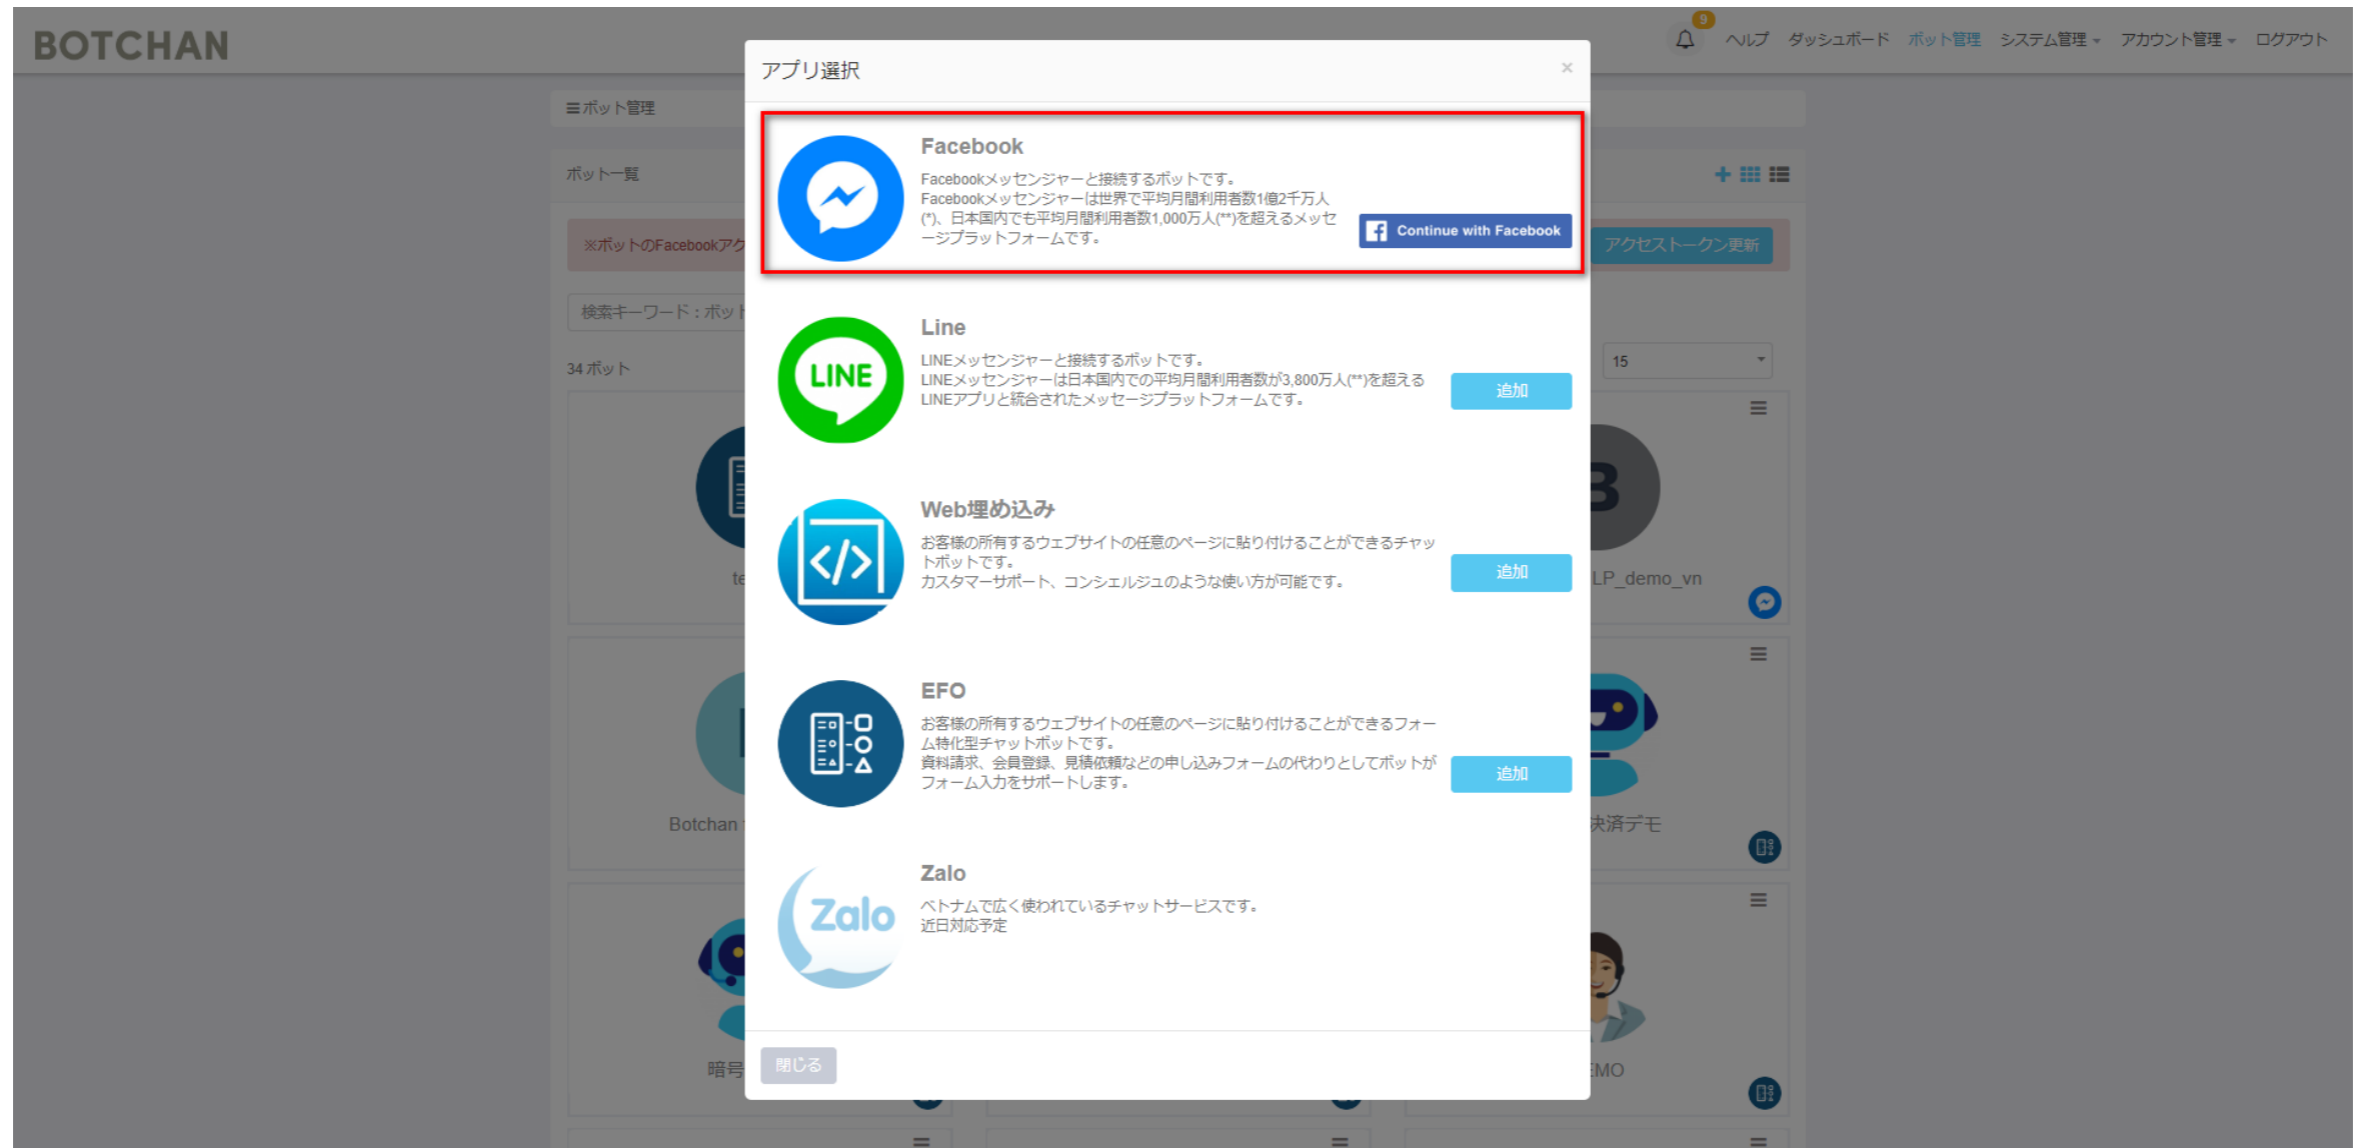 BOTCHAN
9
ヘルプ ダッシュボード ボット管理 システム管理 アカウント管理 ログアウト
ボット管理
ボット一覧
※ボットのFacebookアク
アクセストークン更新
検索キーワード：ボット
34 ボット
15
LP_demo_vn
Botchan
決済デモ
暗号
アプリ選択
×
Facebook
Facebookメッセンジャーと接続するボットです。
Facebookメッセンジャーは世界で平均月間利用者数1億2千万人
(*)、日本国内でも平均月間利用者数1,000万人(**)を超えるメッセ
ージプラットフォームです。
Continue with Facebook
LINE
Line
LINEメッセンジャーと接続するボットです。
LINEメッセンジャーは日本国内での平均月間利用者数が3,800万人(**)を超える
LINEアプリと統合されたメッセージプラットフォームです。
追加
Web埋め込み
お客様の所有するウェブサイトの任意のページに貼り付けることができるチャッ
トボットです。
カスタマーサポート、コンシェルジュのような使い方が可能です。
追加
EFO
お客様の所有するウェブサイトの任意のページに貼り付けることができるフォー
ム特化型チャットボットです。
資料請求、会員登録、見積依頼などの申し込みフォームの代わりとしてボットが
フォーム入力をサポートします。
追加
Zalo
Zalo
ベトナムで広く使われているチャットサービスです。
近日対応予定
閉じる